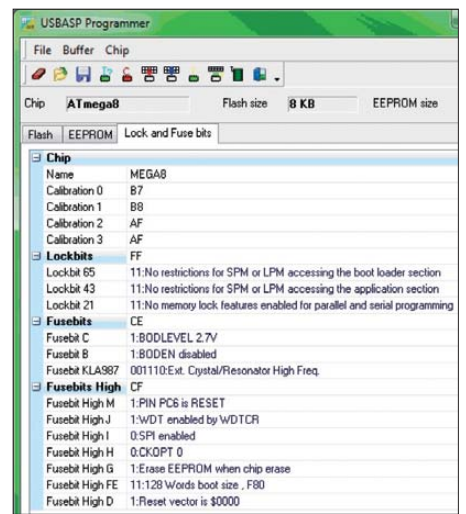 USBASP Programmer
File Buffer Chip
Chip ATmega8 Flash size 8 KB EEPROM size
Flash EEPROM Lock and Fuse bits
Chip
Name MEGA8
Calibration 0 B7
Calibration 1 B8
Calibration 2 AF
Calibration 3 AF
Lockbits FF
Lockbit 65 11:No restrictions for SPM or LPM accessing the boot loader section
Lockbit 43 11:No restrictions for SPM or LPM accessing the application section
Lockbit 21 11:No memory lock features enabled for parallel and serial programming
Fusebits CE
Fusebit C 1:BODLEVEL 2.7V
Fusebit B 1:BODEN disabled
Fusebit KLA987 001110:Ext. Crystal/Resonator High Freq.
Fusebits High CF
Fusebit High M 1:PIN PC6 is RESET
Fusebit High J 1:WDT enabled by WDTCR
Fusebit High I 0:SPI enabled
Fusebit High H 0:CKOPT 0
Fusebit High G 1:Erase EEPROM when chip erase
Fusebit High FE 11:128 Words boot size , F80
Fusebit High D 1:Reset vector is $0000